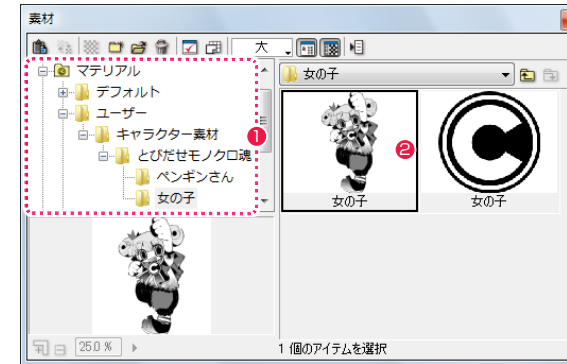 素材
大
マテリアル
デフォルト
ユーザー
キャラクター素材
とびだせモノクロ魂
ペンギンさん
女の子
1
女の子
2
女の子
女の子
25.0 %
1 個のアイテムを選択